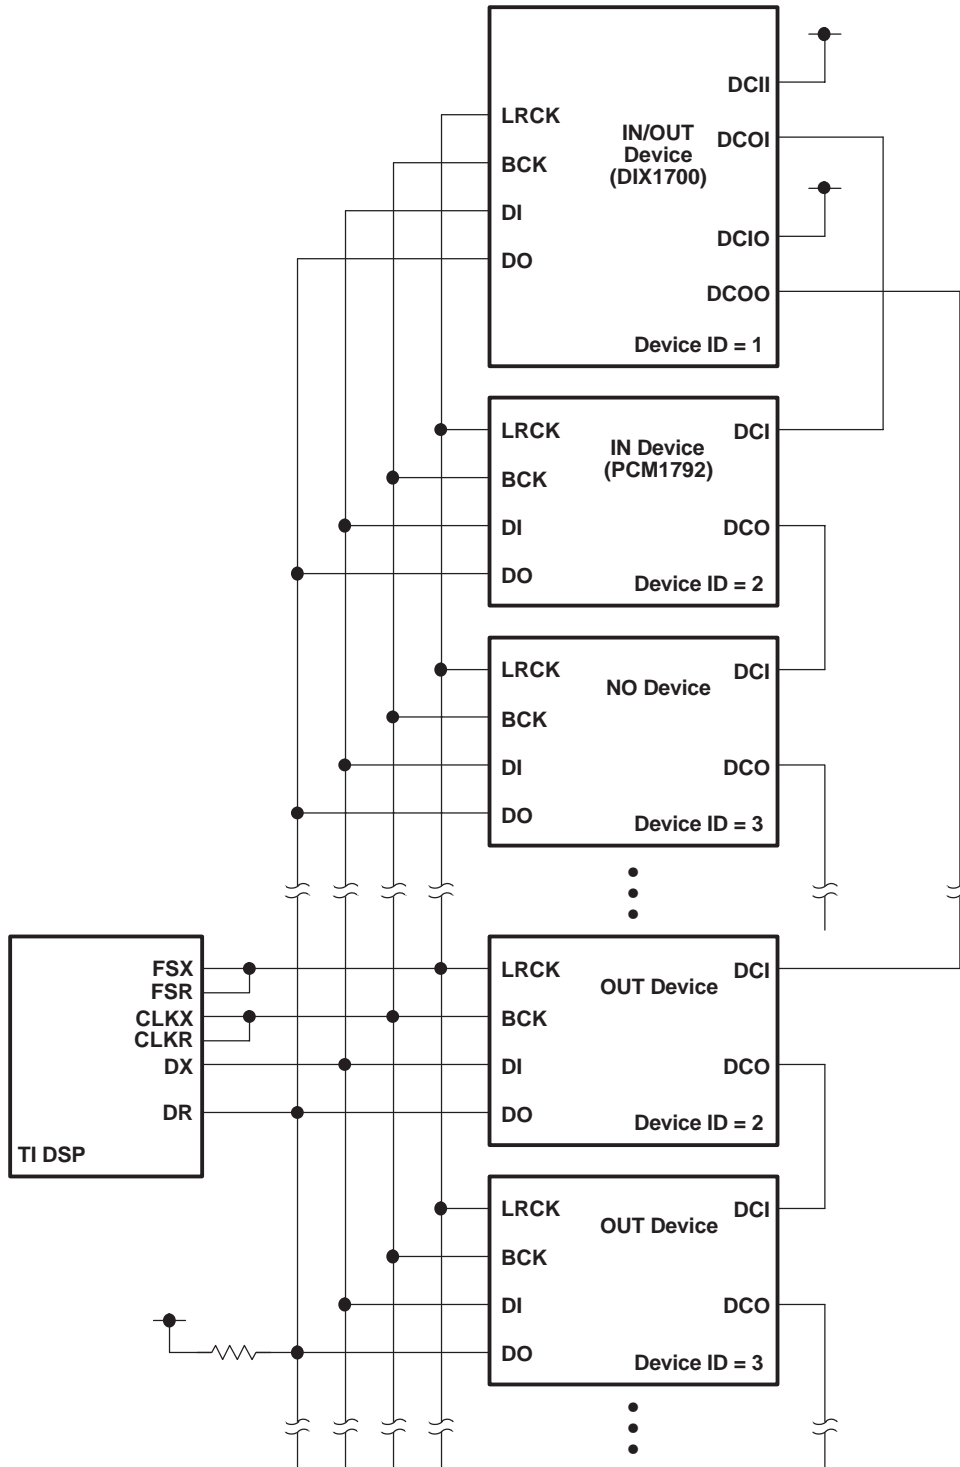 DCII
LRCK
IN/OUT
Device
(DIX1700)
DCOI
BCK
DI
DCIO
DO
DCOO
Device ID = 1
LRCK
DCI
IN Device
(PCM1792)
BCK
DI
DCO
DO
Device ID = 2
LRCK
DCI
NO Device
BCK
DI
DCO
DO
Device ID = 3
FSX
FSR
CLKX
CLKR
DX
DR
TI DSP
LRCK
DCI
OUT Device
BCK
DI
DCO
DO
Device ID = 2
LRCK
DCI
OUT Device
BCK
DI
DCO
DO
Device ID = 3